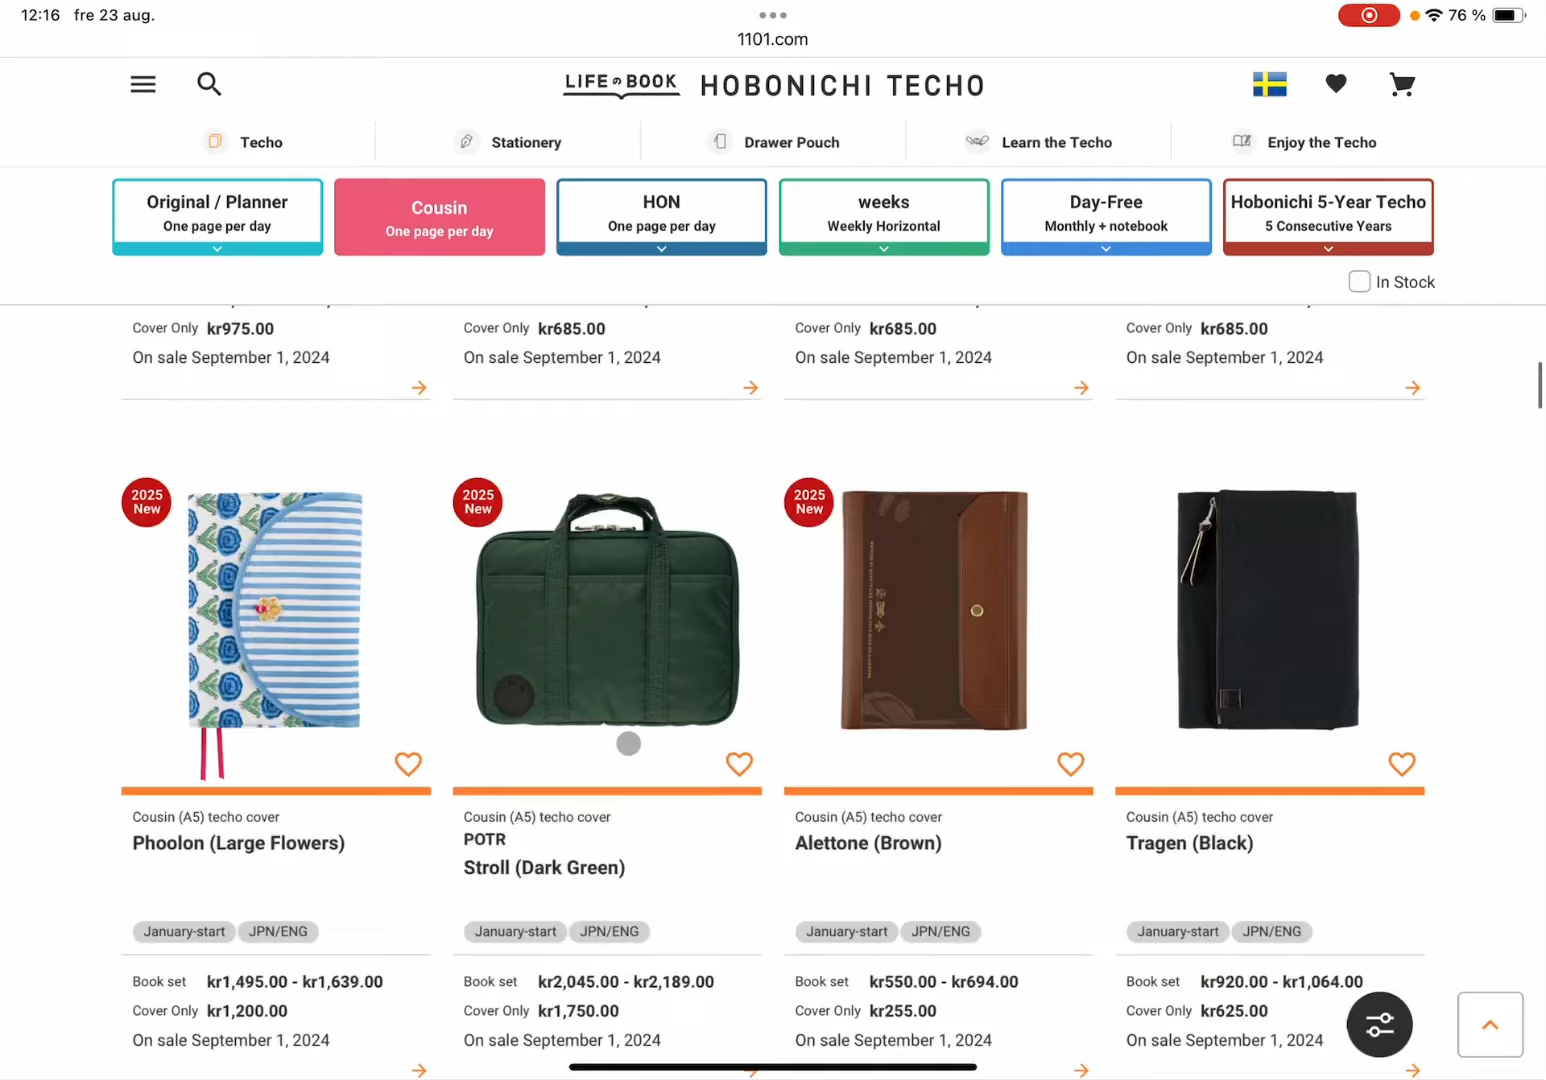 12:16 fre 23 aug.
76 %
1101.com
LIFE の BOOK HOBONICHI TECHO
Techo
Stationery
Drawer Pouch
Learn the Techo
Enjoy the Techo
Original / Planner
One page per day
Cousin
One page per day
HON
One page per day
weeks
Weekly Horizontal
Day-Free
Monthly + notebook
Hobonichi 5-Year Techo
5 Consecutive Years
In Stock
Cover Only kr975.00
On sale September 1, 2024
Cover Only kr685.00
On sale September 1, 2024
Cover Only kr685.00
On sale September 1, 2024
Cover Only kr685.00
On sale September 1, 2024
2025
New
Cousin (A5) techo cover
Phoolon (Large Flowers)
January-start JPN/ENG
Book set kr1,495.00 - kr1,639.00
Cover Only kr1,200.00
On sale September 1, 2024
2025
New
Cousin (A5) techo cover
POTR
Stroll (Dark Green)
January-start JPN/ENG
Book set kr2,045.00 - kr2,189.00
Cover Only kr1,750.00
On sale September 1, 2024
2025
New
Cousin (A5) techo cover
Alettone (Brown)
January-start JPN/ENG
Book set kr550.00 - kr694.00
Cover Only kr255.00
On sale September 1, 2024
Cousin (A5) techo cover
Tragen (Black)
January-start JPN/ENG
Book set kr920.00 - kr1,064.00
Cover Only kr625.00
On sale September 1, 2024